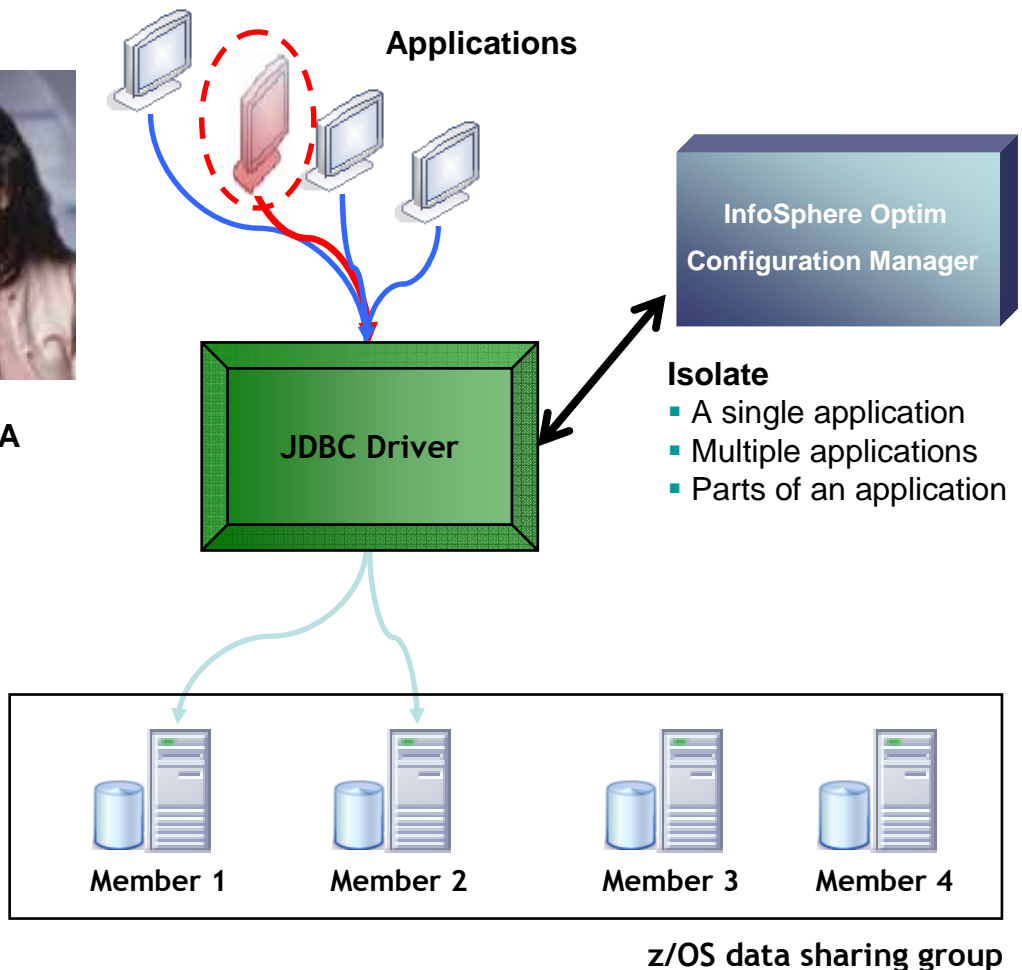 Applications
InfoSphere Optim
Configuration Manager
Isolate
▪ A single application
▪ Multiple applications
▪ Parts of an application
A
JDBC Driver
Member 1
Member 2
Member 3
Member 4
z/OS data sharing group